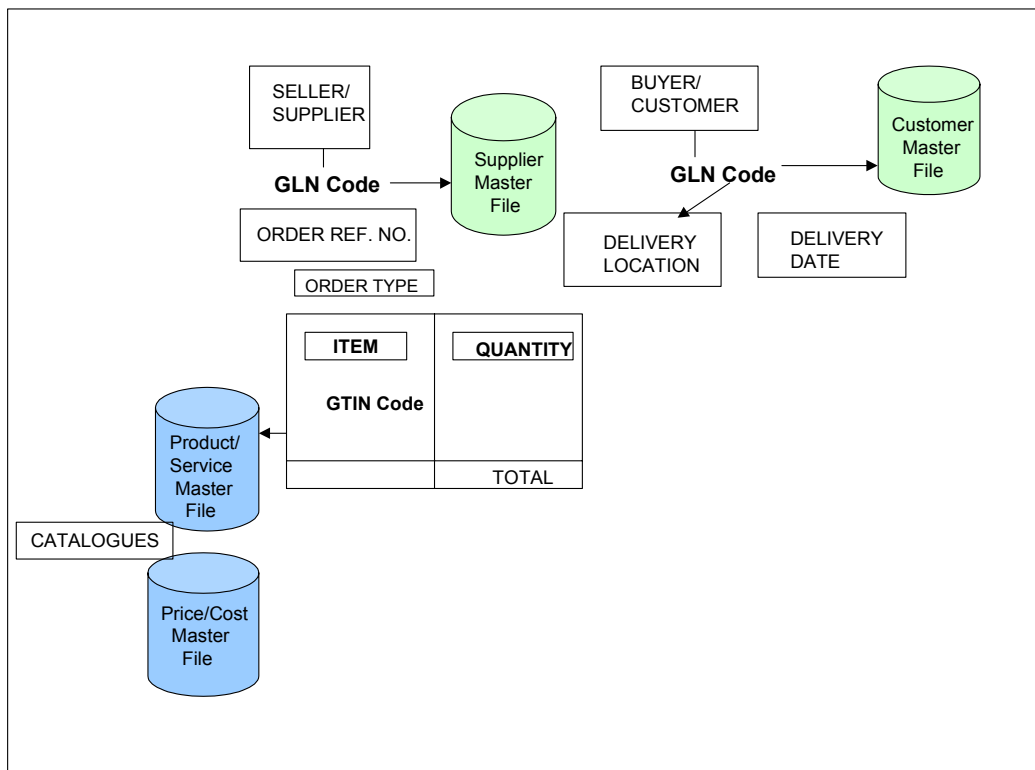 SELLER/
SUPPLIER
BUYER/
CUSTOMER
Customer
Master
File
Supplier
Master
File
GLN Code
GLN Code
ORDER REF. NO.
DELIVERY
LOCATION
DELIVERY
DATE
ORDER TYPE
ITEM
QUANTITY
GTIN Code
TOTAL
Product/
Service
Master
File
CATALOGUES
Price/Cost
Master
File